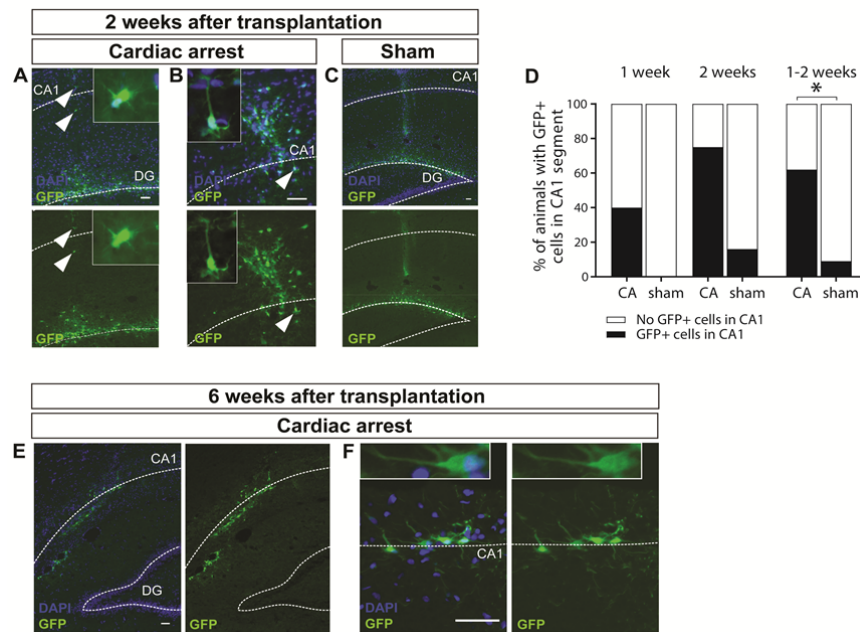 2 weeks after transplantation
Cardiac arrest
Sham
A
CA1
DG
DAPI
GFP
GFP
B
CA1
DAPI
GFP
GFP
C
CA1
DAPI
DG
GFP
GFP
D
1 week 2 weeks 1-2 weeks
*
% of animals with GFP+
cells in CA1 segment
100
80
60
40
20
0
CA sham CA sham CA sham
No GFP+ cells in CA1
GFP+ cells in CA1
6 weeks after transplantation
Cardiac arrest
E
CA1
DG
DAPI
GFP
GFP
F
CA1
DAPI
GFP
GFP